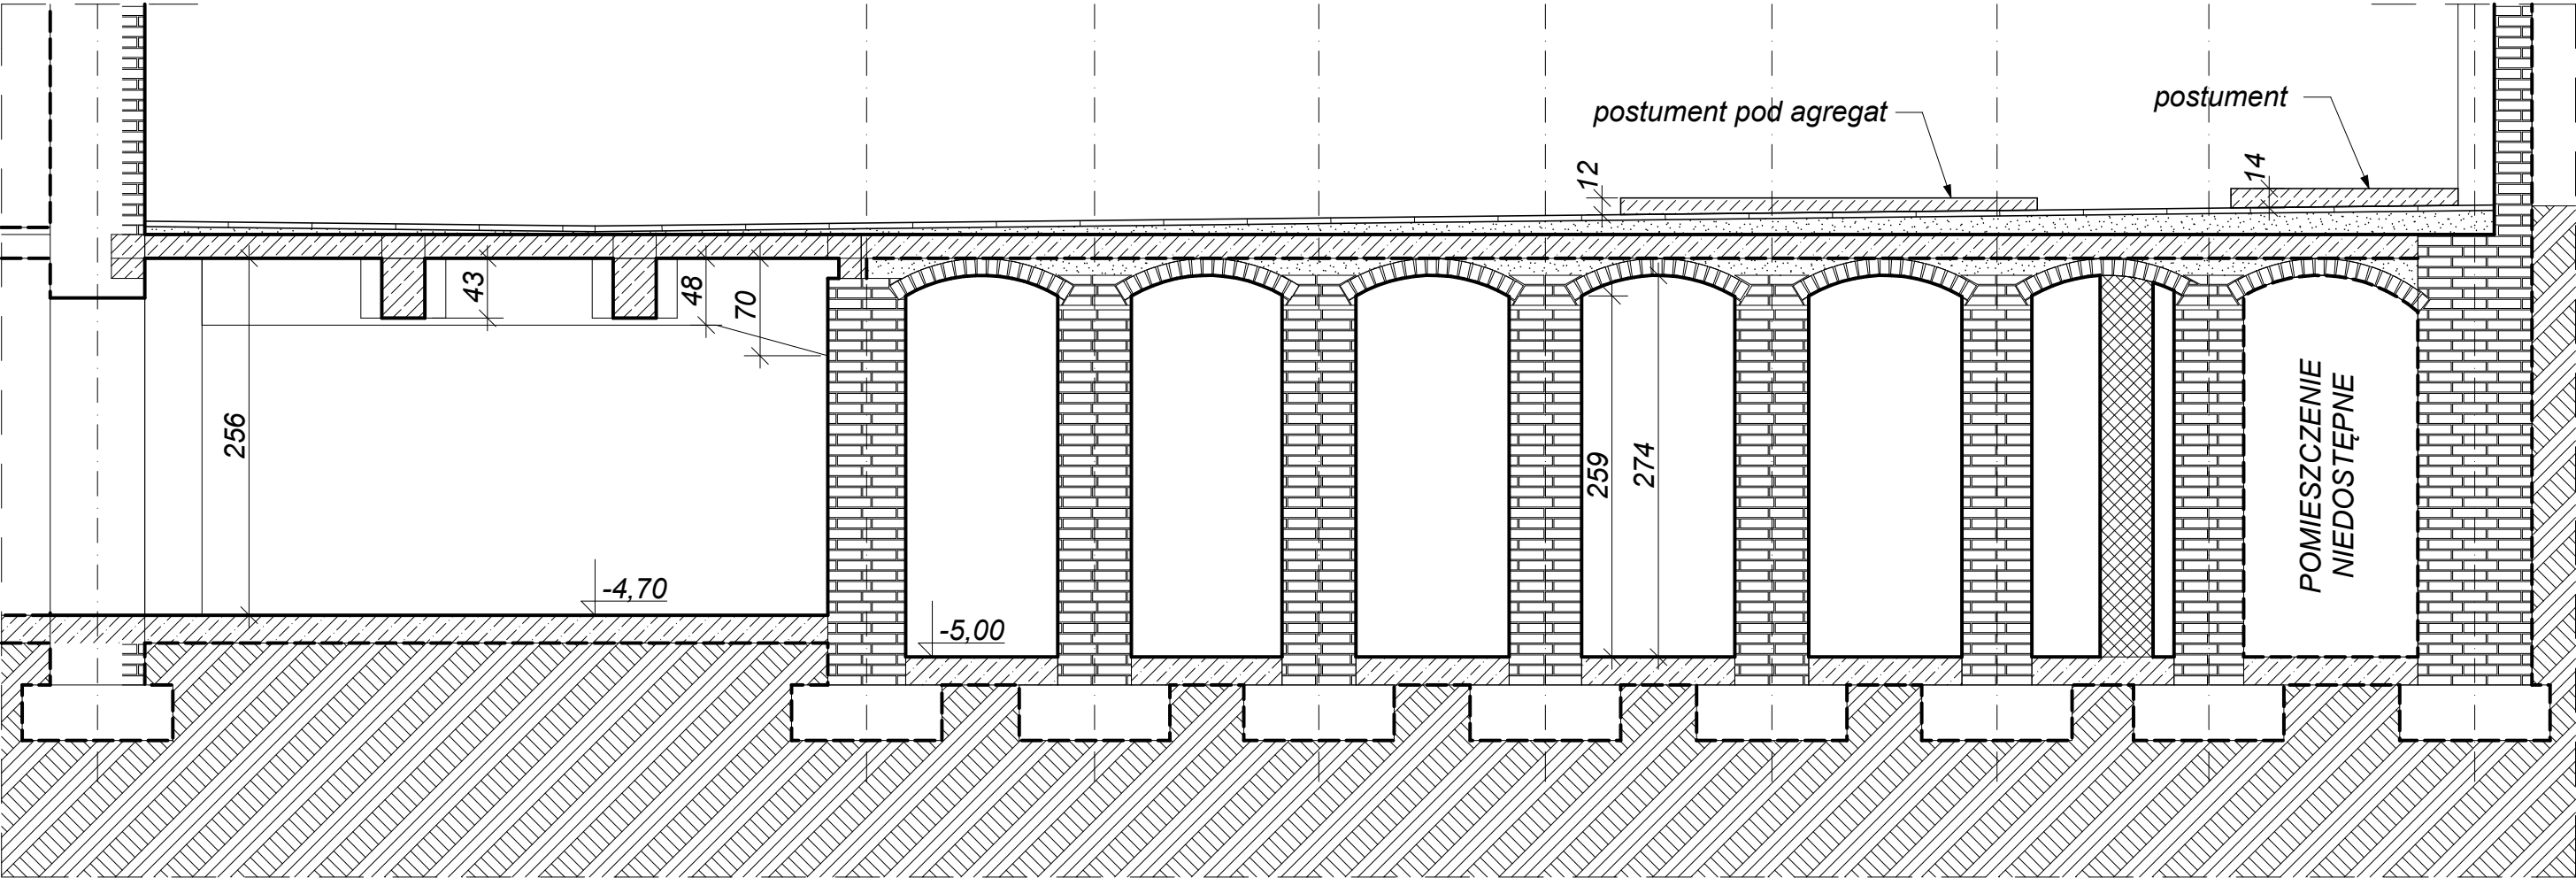 postument pod agregat
postument
12
14
43
48
70
256
259
274
-4,70
-5,00
POMIESZCZENIE
NIEDOSTĘPNE